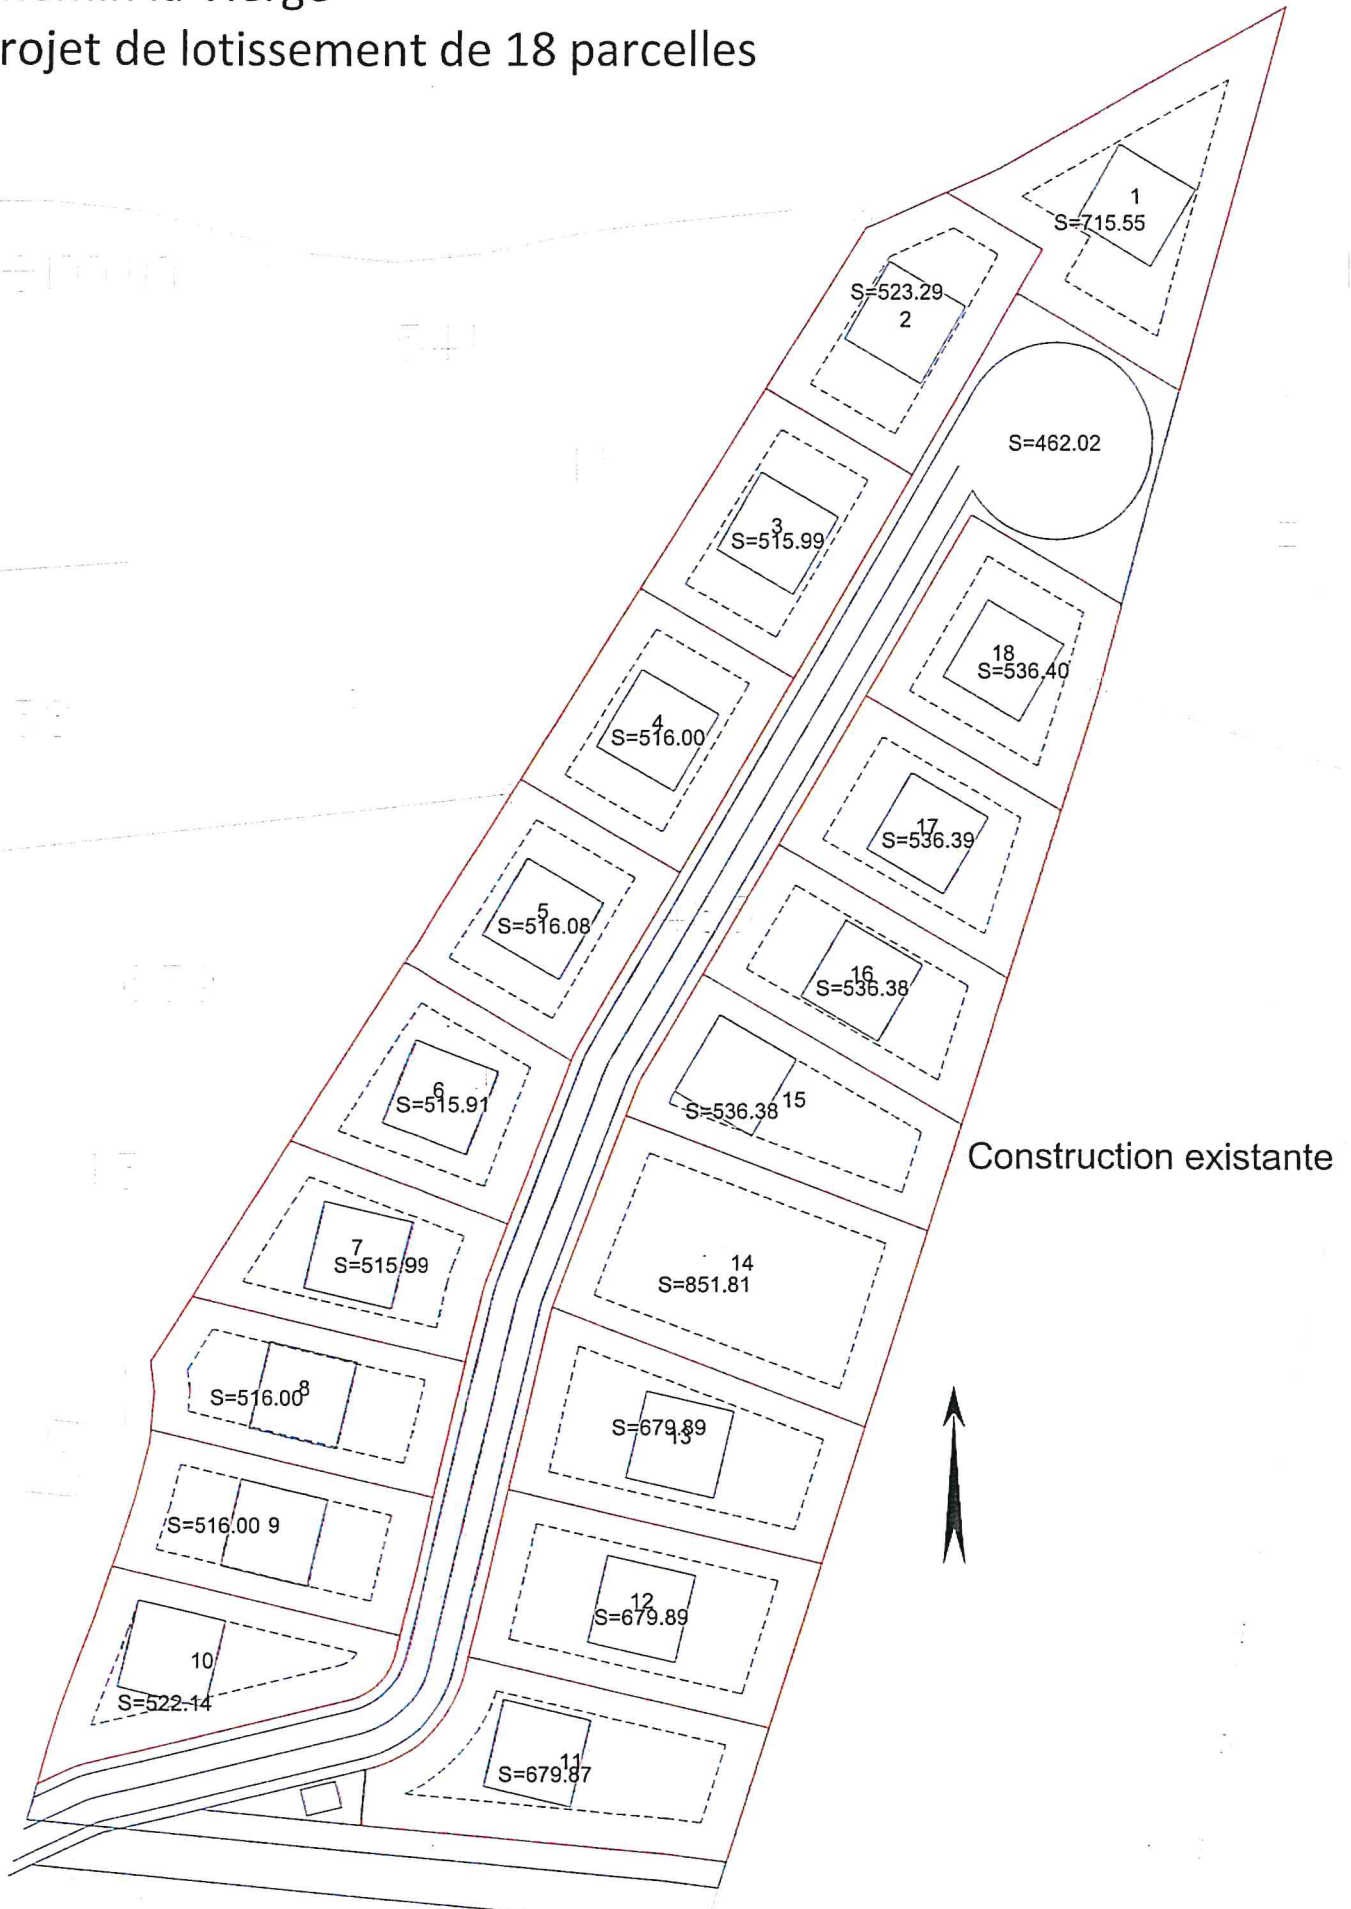 rojet de lotissement de 18 parcelles
1
S=715.55
S=523.29
2
S=462.02
3
S=515.99
18
S=536.40
4
S=516.00
17
S=536.39
5
S=516.08
16
S=536.38
6
S=515.91
15
S=536.38
Construction existante
7
S=515.99
14
S=851.81
S=516.00 8
S=679.89
13
S=516.00 9
12
S=679.89
10
S=522.14
11
S=679.87